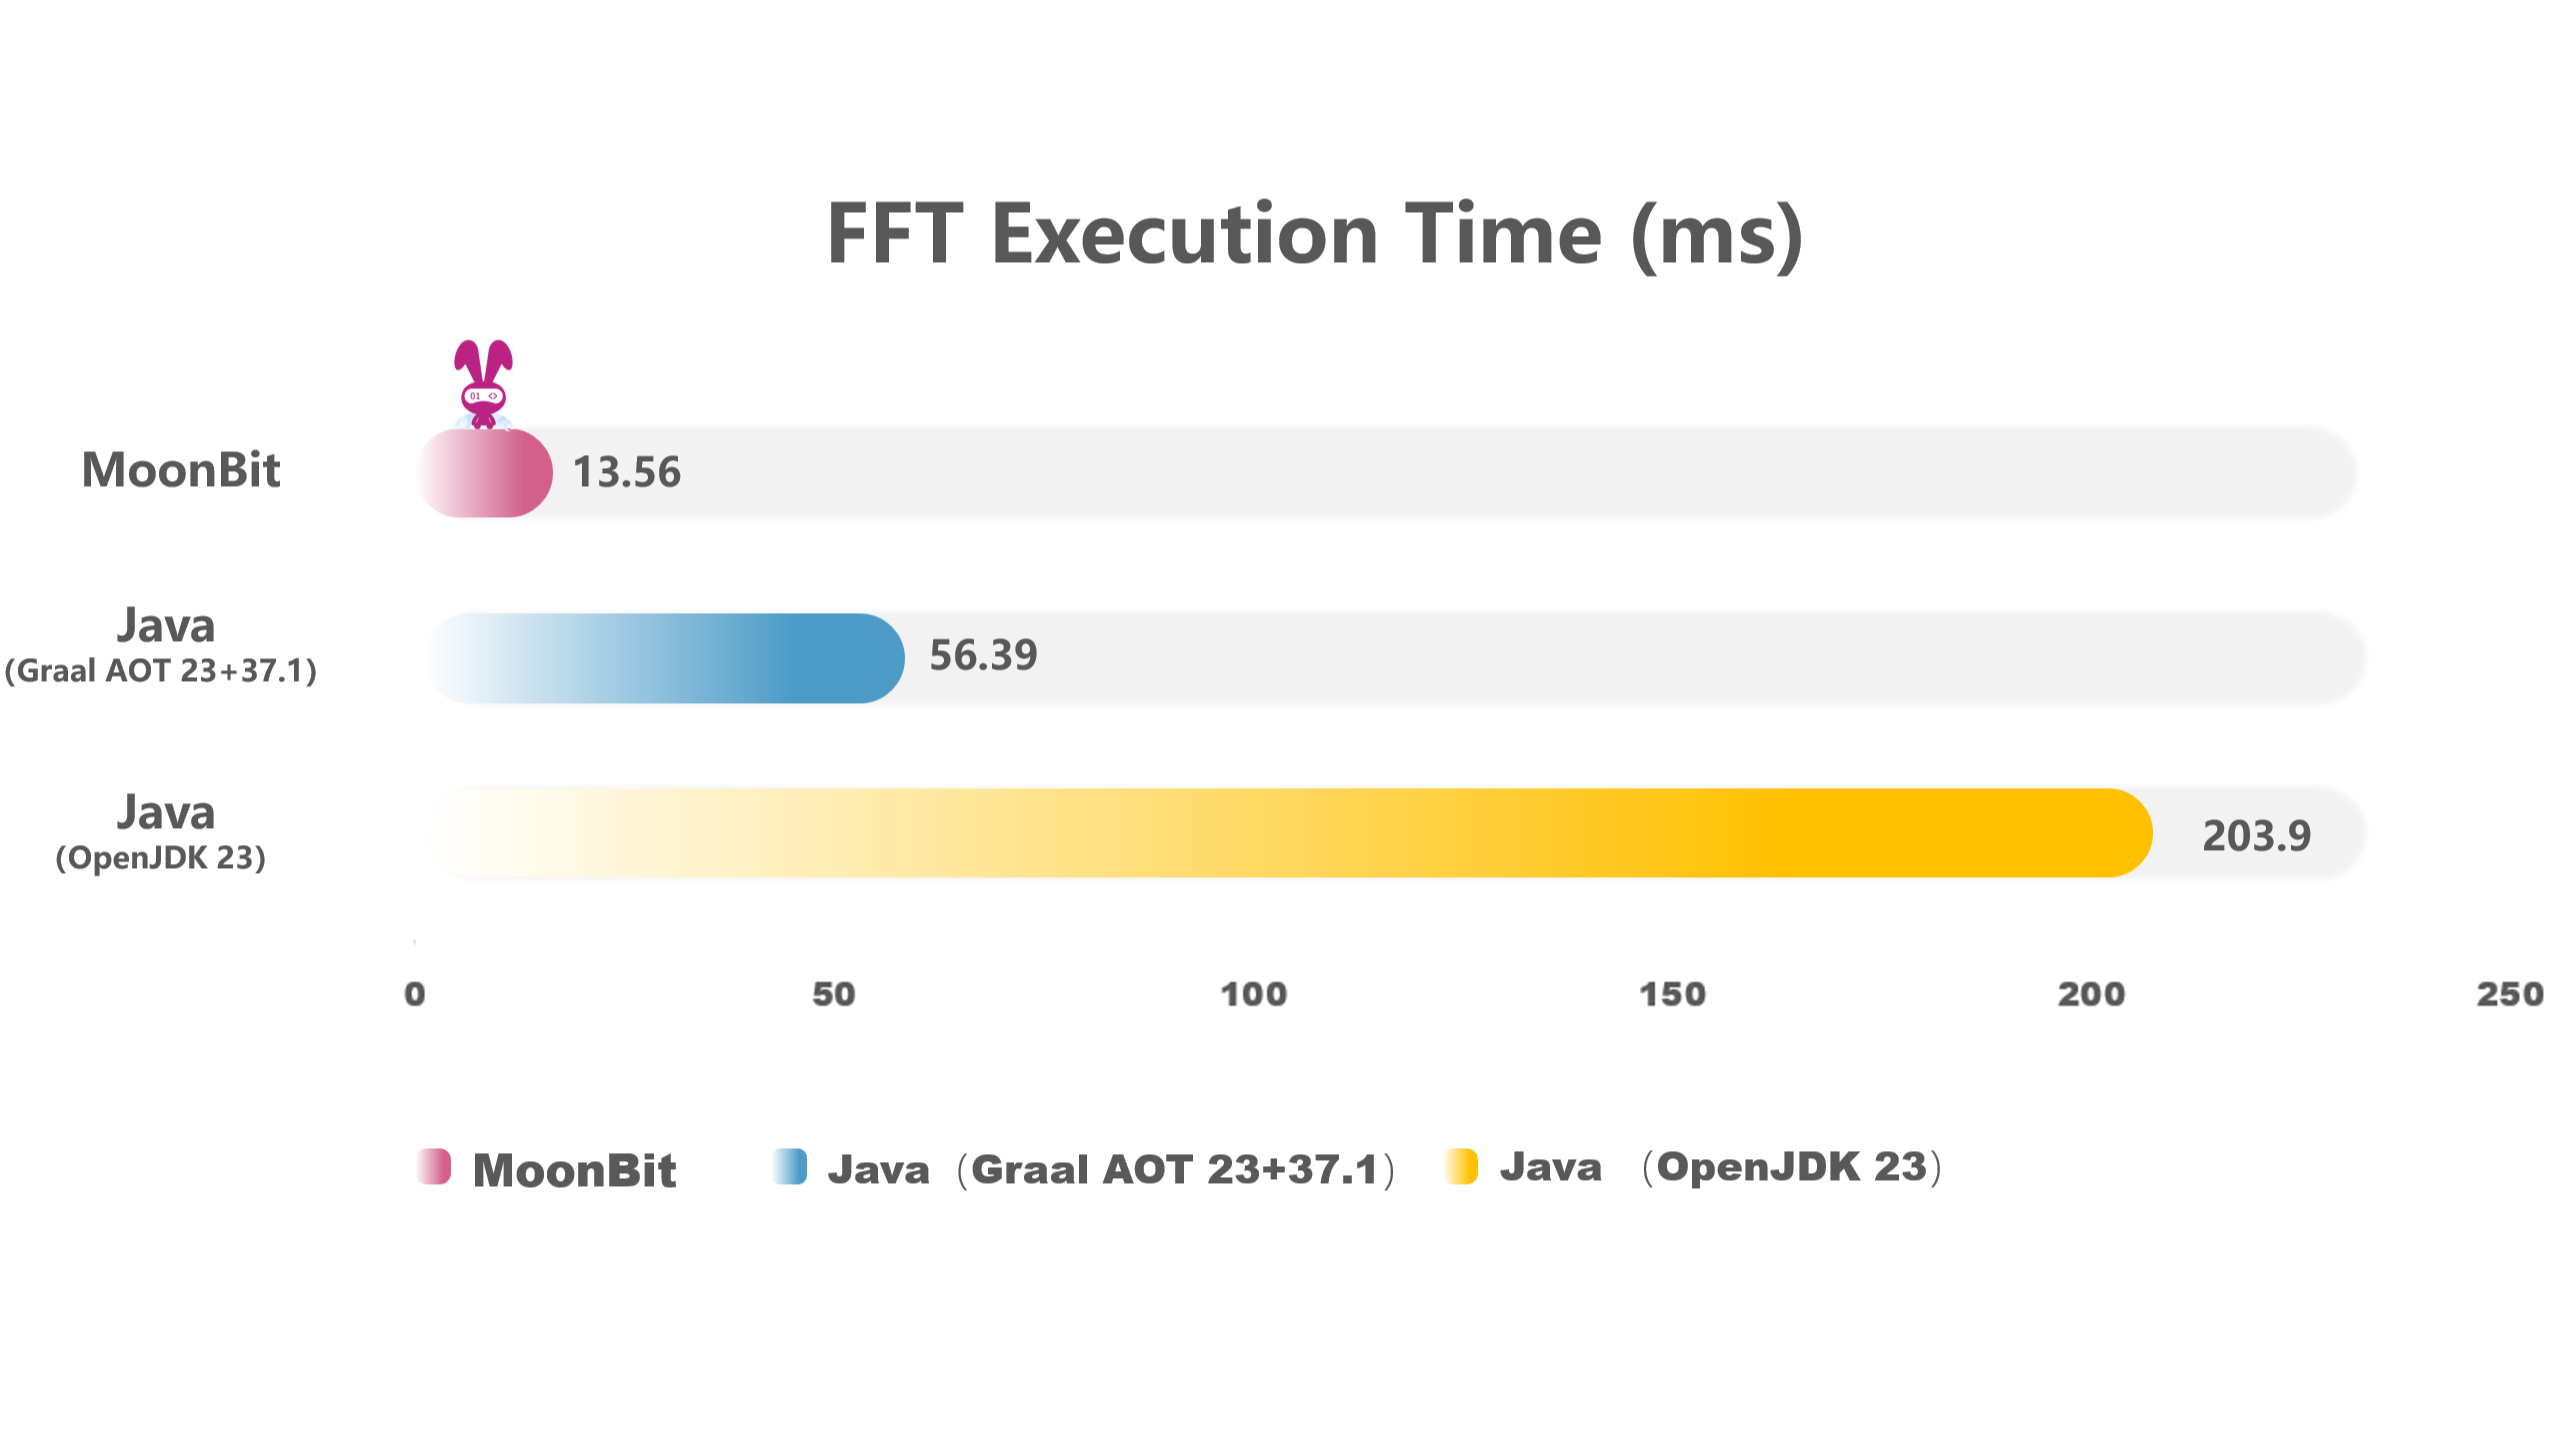 FFT Execution Time (ms)
01 <>
MoonBit
13.56
Java
(Graal AOT 23+37.1)
56.39
Java
(OpenJDK 23)
203.9
0 50 100 150 200 250
MoonBit Java（Graal AOT 23+37.1） Java （OpenJDK 23）